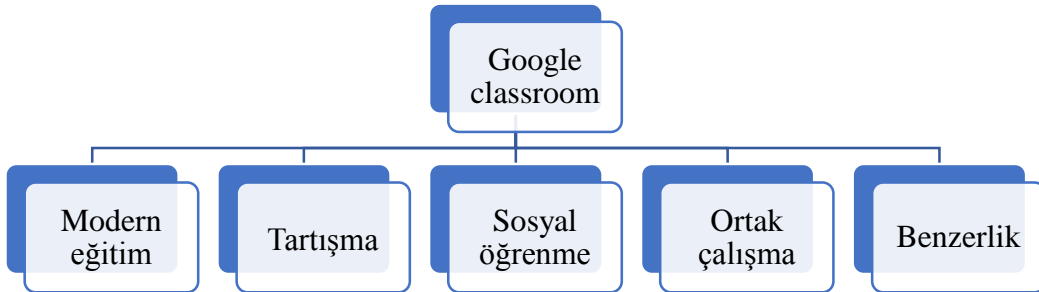 Google
classroom
Modern
eğitim
Tartışma
Sosyal
öğrenme
Ortak
çalışma
Benzerlik